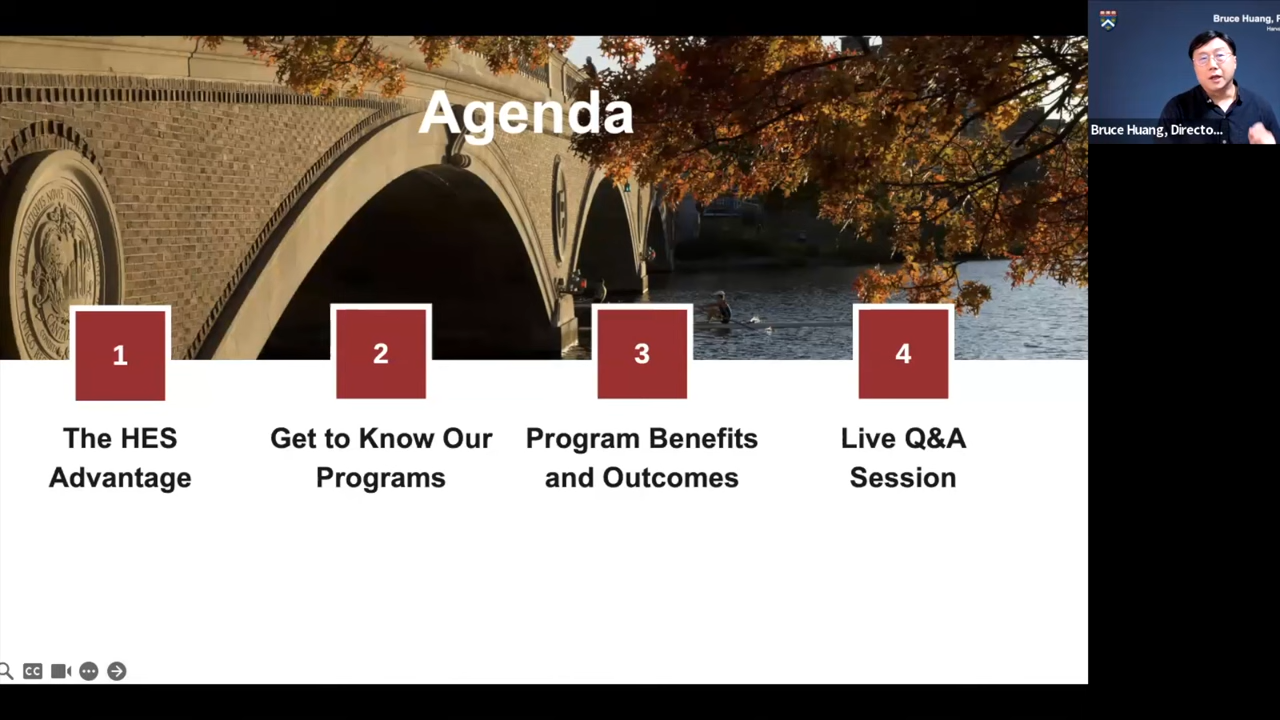 Agenda
1
2
3
4
The HES
Advantage
Get to Know Our
Programs
Program Benefits
and Outcomes
Live Q&A
Session
Bruce Huang,
Bruce Huang, Directo...
CC